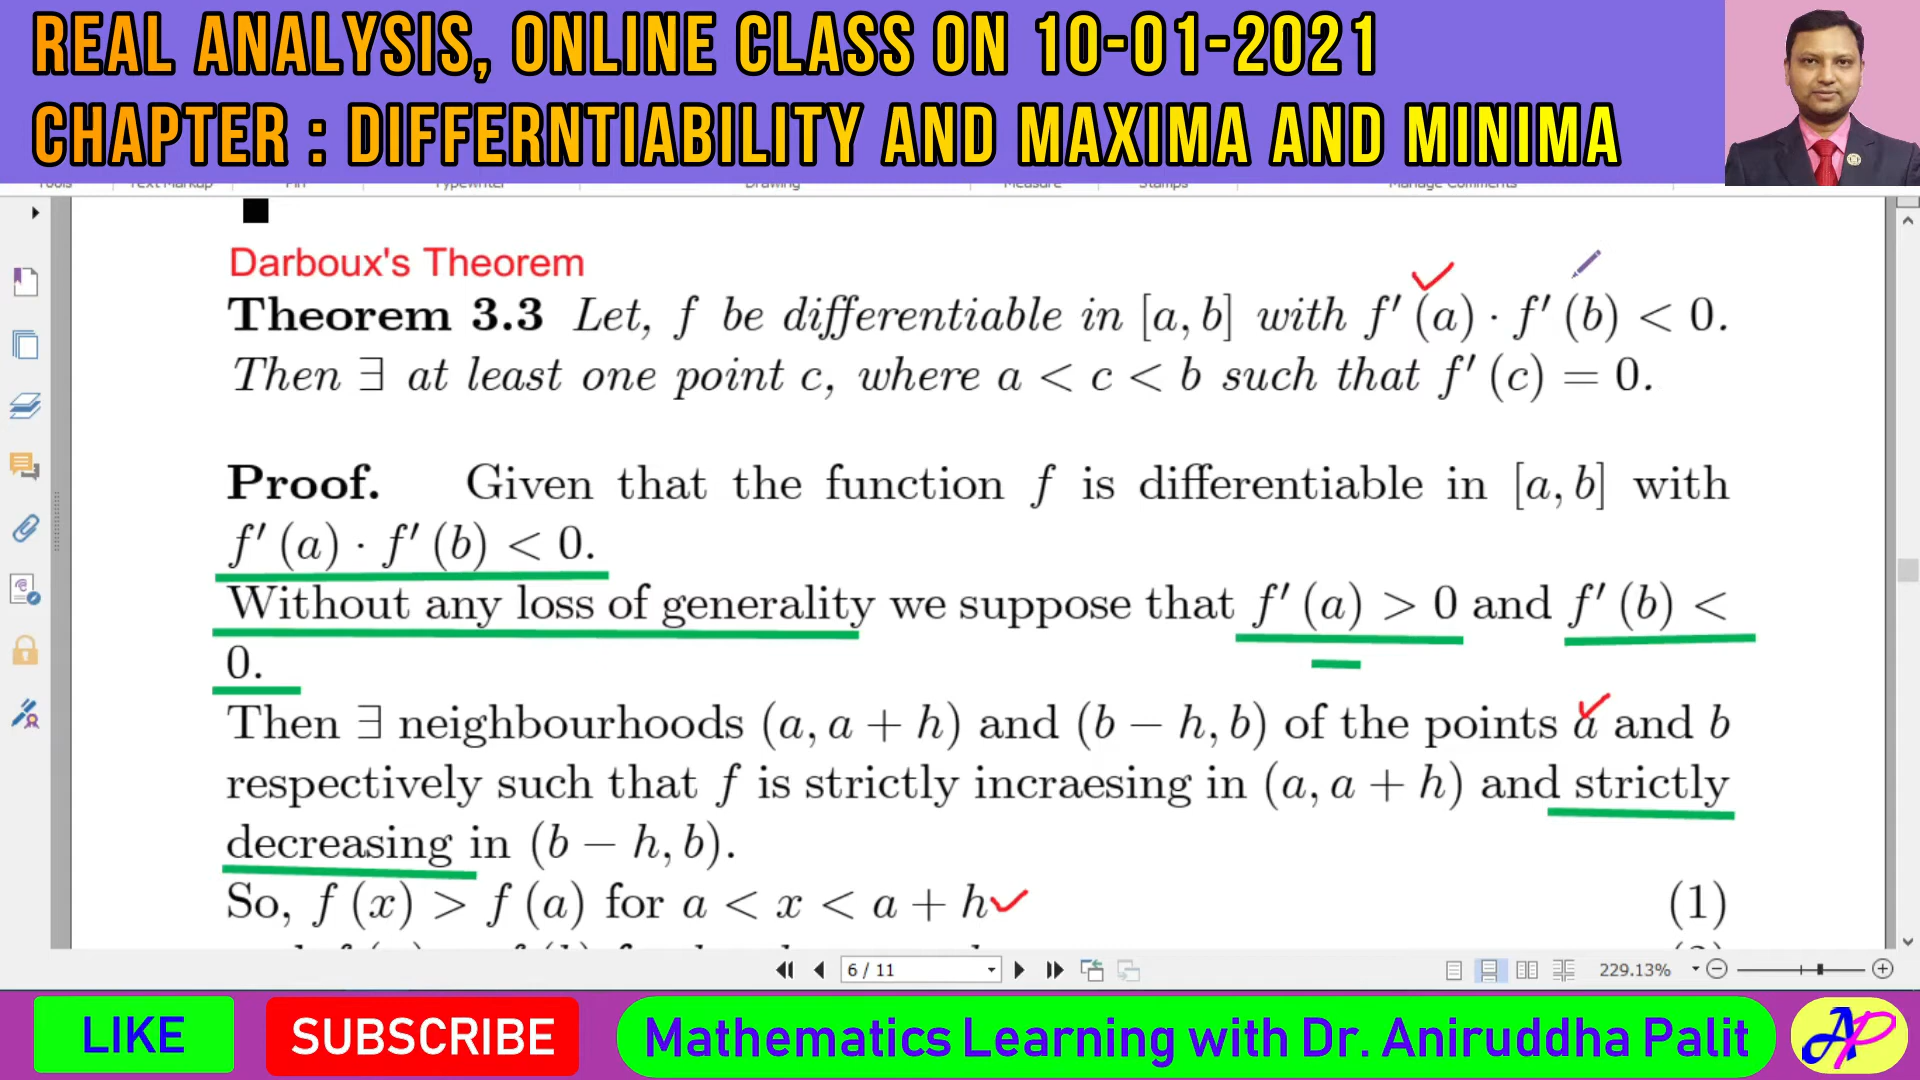 REAL ANALYSIS, ONLINE CLASS ON 10-01-2021
CHAPTER : DIFFERNTIABILITY AND MAXIMA AND MINIMA
Darboux's Theorem
Theorem 3.3 Let, f be differentiable in [a, b] with f′ (a) · f′ (b) < 0.
Then ∃ at least one point c, where a < c < b such that f′ (c) = 0.
Proof. Given that the function f is differentiable in [a, b] with
f′ (a) · f′ (b) < 0.
Without any loss of generality we suppose that f′ (a) > 0 and f′ (b) <
0.
Then ∃ neighbourhoods (a, a + h) and (b − h, b) of the points a and b
respectively such that f is strictly incraesing in (a, a + h) and strictly
decreasing in (b − h, b).
So, f (x) > f (a) for a < x < a + h (1)
6 / 11
229.13%
LIKE
SUBSCRIBE
Mathematics Learning with Dr. Aniruddha Palit
AP